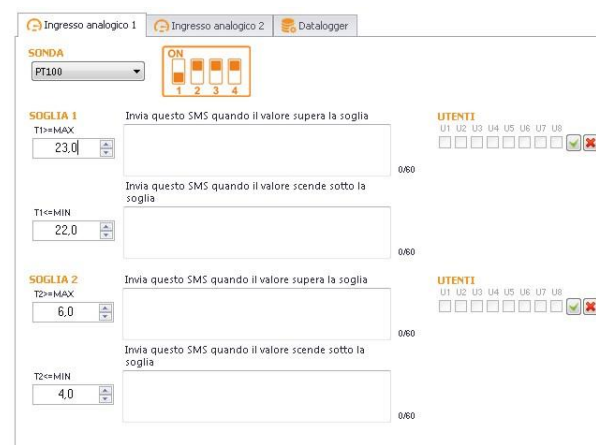 Ingresso analogico 1 Ingresso analogico 2 Datalogger
SONDA
PT100
ON
1 2 3 4
SOGLIA 1
T1>=MAX
23,0
Invia questo SMS quando il valore supera la soglia
0/60
UTENTI
U1 U2 U3 U4 U5 U6 U7 U8
T1<=MIN
22,0
Invia questo SMS quando il valore scende sotto la
soglia
0/60
SOGLIA 2
T2>=MAX
6,0
Invia questo SMS quando il valore supera la soglia
0/60
UTENTI
U1 U2 U3 U4 U5 U6 U7 U8
T2<=MIN
4,0
Invia questo SMS quando il valore scende sotto la
soglia
0/60